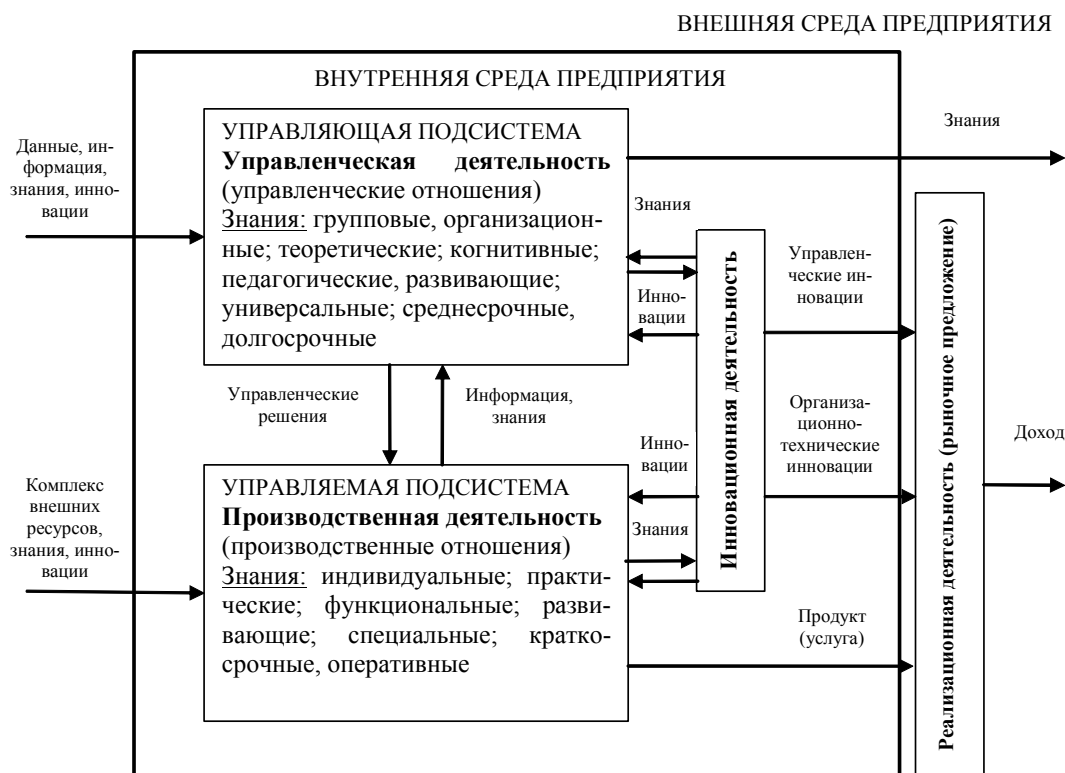 ВНЕШНЯЯ СРЕДА ПРЕДПРИЯТИЯ
ВНУТРЕННЯЯ СРЕДА ПРЕДПРИЯТИЯ
Данные, ин-
формация,
знания, инно-
вации
УПРАВЛЯЮЩАЯ ПОДСИСТЕМА
Управленческая деятельность
(управленческие отношения)
Знания: групповые, организацион-
ные; теоретические; когнитивные;
педагогические, развивающие;
универсальные; среднесрочные,
долгосрочные
Знания
Знания
Инно-
вации
Управлен-
ческие ин-
новации
Управленческие
решения
Информация,
знания
Инновационная деятельность
Организа-
ционно-
технические
инновации
Реализационная деятельность (рыночное предложение)
Доход
Комплекс
внешних
ресурсов,
знания, инно-
вации
УПРАВЛЯЕМАЯ ПОДСИСТЕМА
Производственная деятельность
(производственные отношения)
Знания: индивидуальные; практи-
ческие; функциональные; разви-
вающие; специальные; кратко-
срочные, оперативные
Инно-
вации
Знания
Продукт
(услуга)